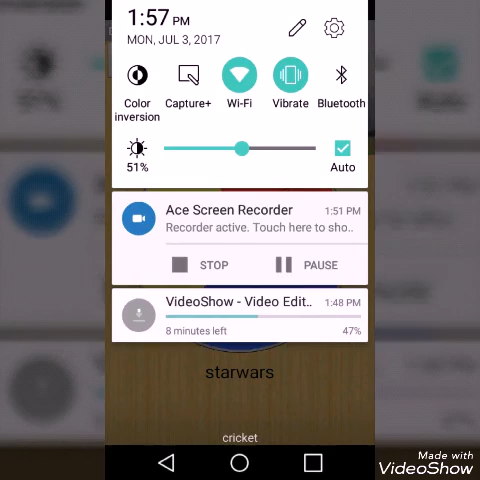 1:57 PM
MON, JUL 3, 2017
Color inversion
Capture+
Wi-Fi
Vibrate
Bluetooth
51%
Auto
Ace Screen Recorder
1:51 PM
Recorder active. Touch here to sho..
STOP
PAUSE
VideoShow - Video Edit..
1:48 PM
8 minutes left
47%
starwars
cricket
Made with
VideoShow